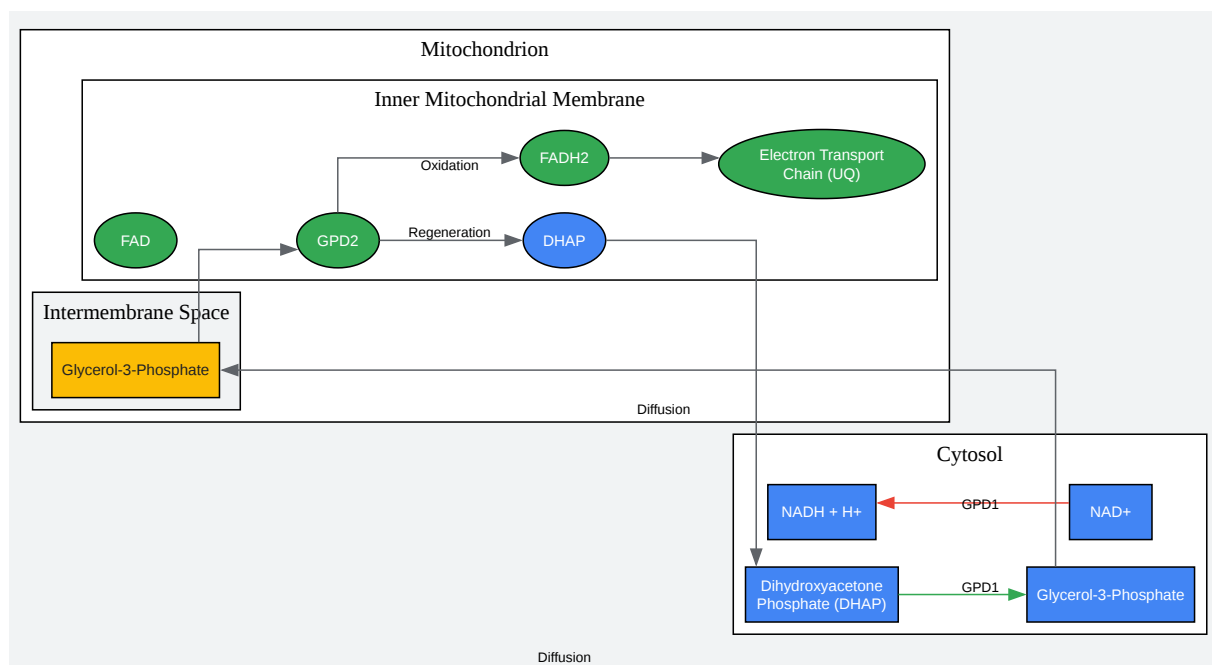 Mitochondrion
Inner Mitochondrial Membrane
FADH2
Electron Transport
Chain (UQ)
Oxidation
FAD
GPD2
Regeneration
DHAP
Intermembrane Space
Glycerol-3-Phosphate
Diffusion
Cytosol
NADH + H+
GPD1
NAD+
Dihydroxyacetone
Phosphate (DHAP)
GPD1
Glycerol-3-Phosphate
Diffusion